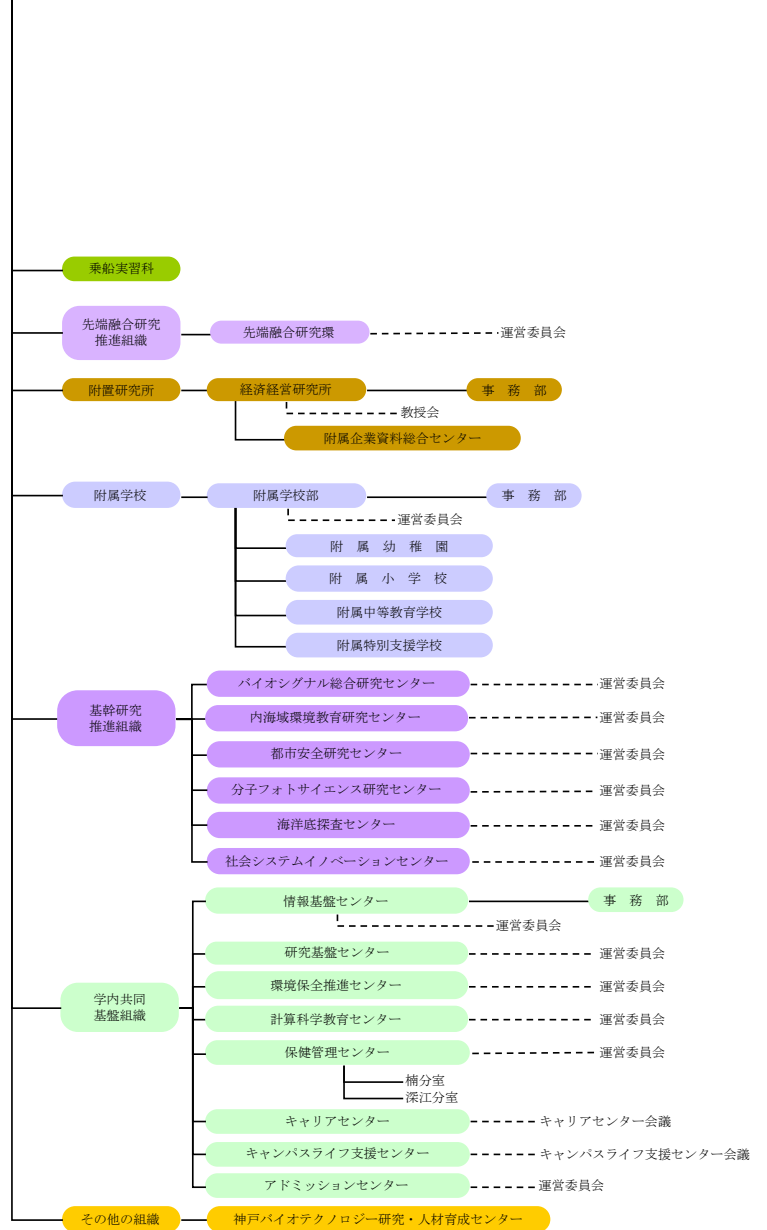 乗船実習科
先端融合研究
推進組織
先端融合研究環
運営委員会
附置研究所
経済経営研究所
事務部
教授会
附属企業資料総合センター
附属学校
附属学校部
事務部
運営委員会
附属幼稚園
附属小学校
附属中等教育学校
附属特別支援学校
基幹研究
推進組織
バイオシグナル総合研究センター
運営委員会
内海域環境教育研究センター
運営委員会
都市安全研究センター
運営委員会
分子フォトサイエンス研究センター
運営委員会
海洋底探査センター
運営委員会
社会システムイノベーションセンター
運営委員会
学内共同
基盤組織
情報基盤センター
事務部
運営委員会
研究基盤センター
運営委員会
環境保全推進センター
運営委員会
計算科学教育センター
運営委員会
保健管理センター
運営委員会
楠分室
深江分室
キャリアセンター
キャリアセンター会議
キャンパスライフ支援センター
キャンパスライフ支援センター会議
アドミッションセンター
運営委員会
その他の組織
神戸バイオテクノロジー研究・人材育成センター